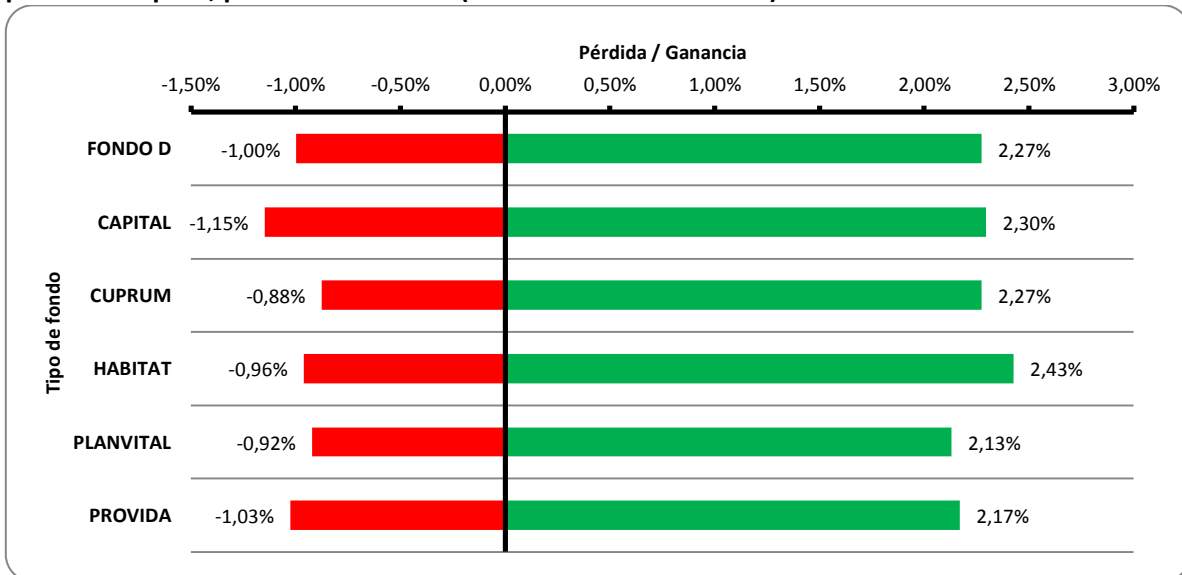 Pérdida / Ganancia
-1,50% -1,00% -0,50% 0,00% 0,50% 1,00% 1,50% 2,00% 2,50% 3,00%
Tipo de fondo
FONDO D -1,00% 2,27%
CAPITAL -1,15% 2,30%
CUPRUM -0,88% 2,27%
HABITAT -0,96% 2,43%
PLANVITAL -0,92% 2,13%
PROVIDA -1,03% 2,17%